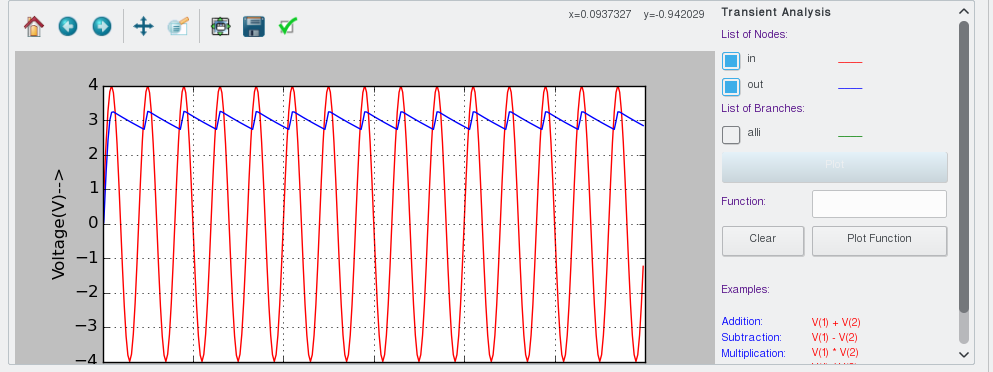 x=0.0937327 y=-0.942029
Transient Analysis
List of Nodes:
in
out
List of Branches:
alli
Plot
Function:
Clear
Plot Function
Examples:
Addition: V(1) + V(2)
Subtraction: V(1) - V(2)
Multiplication: V(1) * V(2)
Voltage(V)-->
4
3
2
1
0
−1
−2
−3
−4